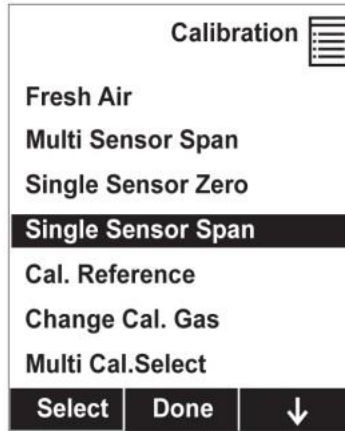 Calibration
Fresh Air
Multi Sensor Span
Single Sensor Zero
Single Sensor Span
Cal. Reference
Change Cal. Gas
Multi Cal.Select
Select Done ↓